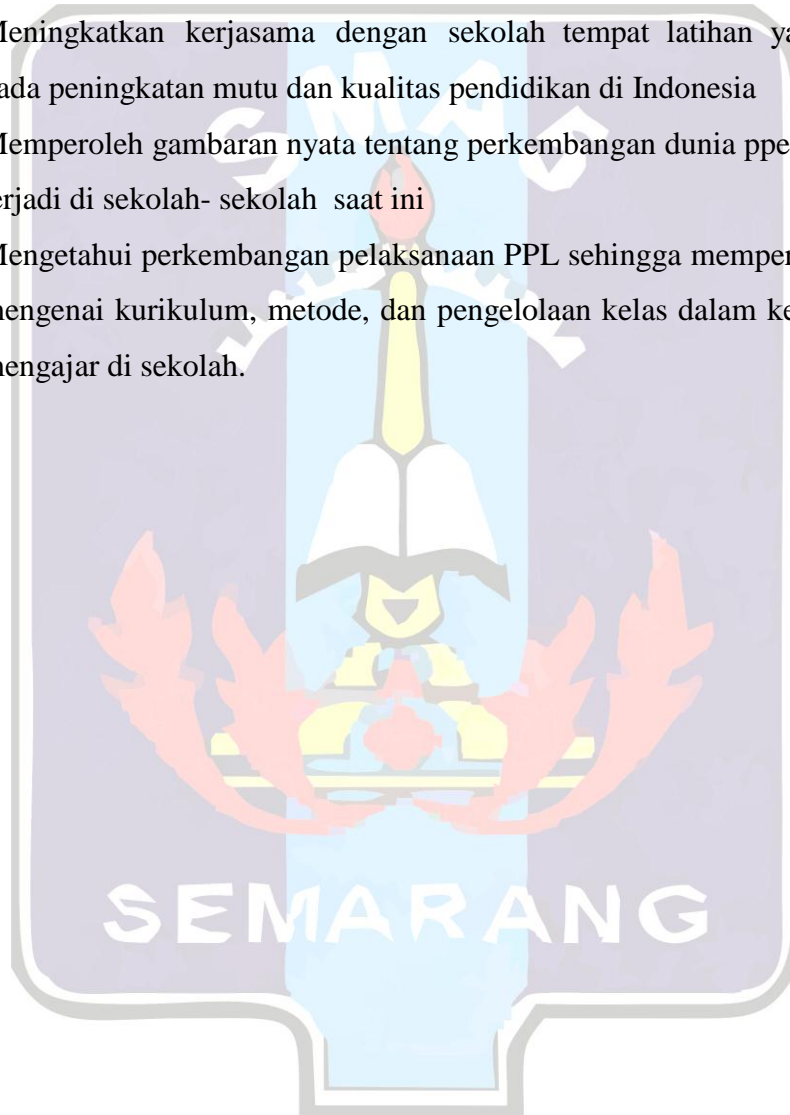 Meningkatkan kerjasama dengan sekolah tempat latihan ya
ada peningkatan mutu dan kualitas pendidikan di Indonesia
Memperoleh gambaran nyata tentang perkembangan dunia ppe
erjadi di sekolah- sekolah saat ini
Mengetahui perkembangan pelaksanaan PPL sehingga memper
mengenai kurikulum, metode, dan pengelolaan kelas dalam ke
mengajar di sekolah.
SEMARANG